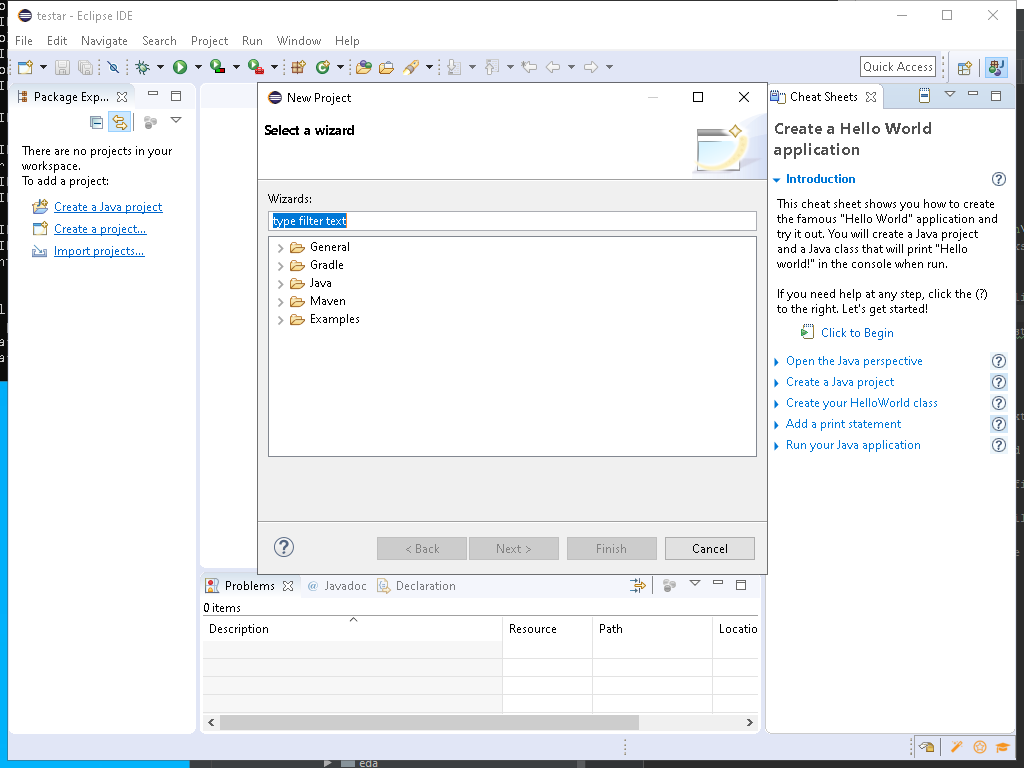 testar - Eclipse IDE
File Edit Navigate Search Project Run Window Help
Quick Access
Package Exp...
There are no projects in your
workspace.
To add a project:
Create a Java project
Create a project...
Import projects...
New Project
Select a wizard
Wizards:
type filter text
General
Gradle
Java
Maven
Examples
< Back Next > Finish Cancel
Cheat Sheets
Create a Hello World
application
Introduction
This cheat sheet shows you how to create
the famous "Hello World" application and
try it out. You will create a Java project
and a Java class that will print "Hello
world!" in the console when run.
If you need help at any step, click the (?)
to the right. Let's get started!
Click to Begin
Open the Java perspective
Create a Java project
Create your HelloWorld class
Add a print statement
Run your Java application
Problems @ Javadoc Declaration
0 items
Description Resource Path Locatio
eda